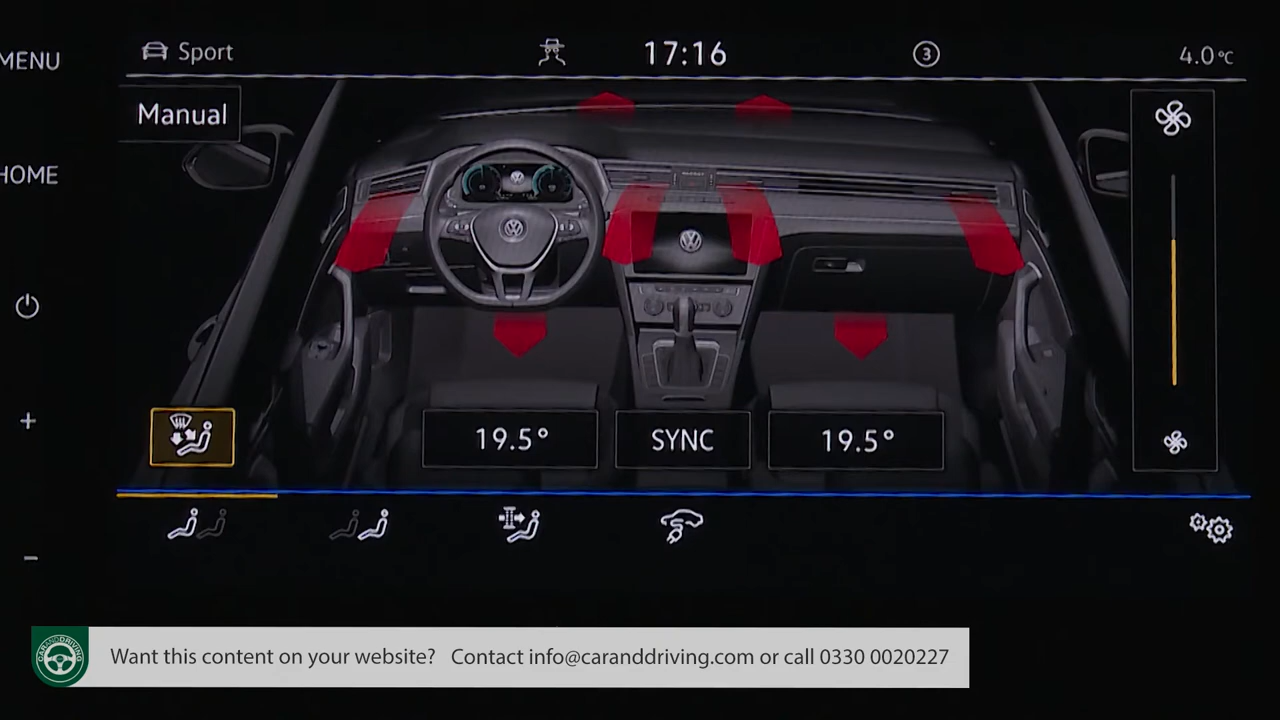 MENU
Sport
17:16
3
4.0°C
Manual
HOME
+
19.5°
SYNC
19.5°
−
CARANDDRIVING
Want this content on your website? Contact info@caranddriving.com or call 0330 0020227